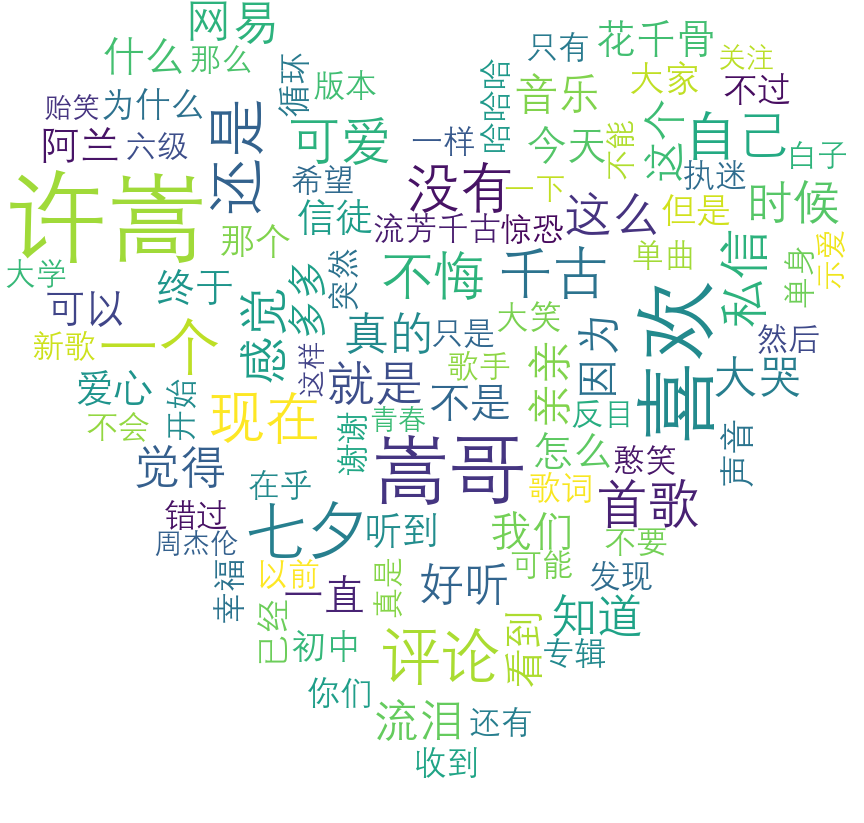 网易
什么
那么
循环
版本
只有
花千骨
关注
贻笑
为什么
还是
哈哈哈
音乐
大家
不过
阿兰
六级
可爱
一样
今天
不能
这个
自己
白子
许嵩
希望
没有
一下
执迷
信徒
流芳千古
惊恐
这么
但是
时候
那个
大学
终于
多多
突然
不悔
千古
单曲
私信
单身
示爱
可以
感觉
新歌
一个
真的
只是
大笑
因为
喜欢
然后
这样
爱心
开始
就是
歌手
不是
亲亲
大哭
不会
现在
谢谢
青春
反目
声音
觉得
在乎
嵩哥
怎么
憨笑
歌词
首歌
错过
周杰伦
七夕
听到
我们
不要
幸福
以前
一直
真是
好听
可能
发现
已经
初中
评论
看到
知道
专辑
你们
流泪
还有
收到